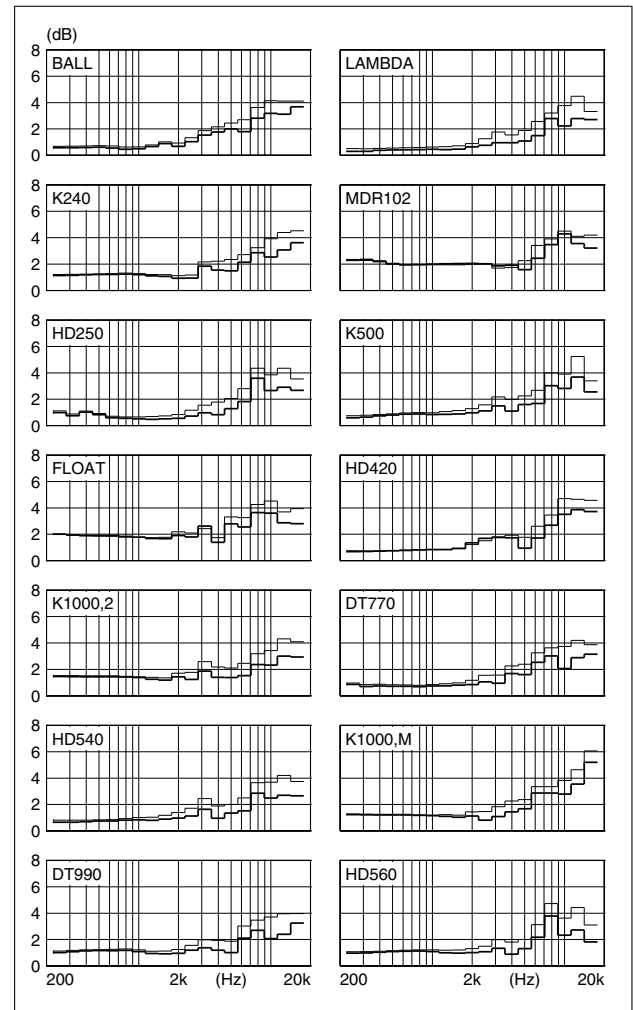 (dB)
8 6 4 2 0 BALL LAMBDA
8 6 4 2 0 K240 MDR102
8 6 4 2 0 HD250 K500
8 6 4 2 0 FLOAT HD420
8 6 4 2 0 K1000,2 DT770
8 6 4 2 0 HD540 K1000,M
8 6 4 2 0 DT990 HD560
200 2k (Hz) 20k 200 2k (Hz) 20k